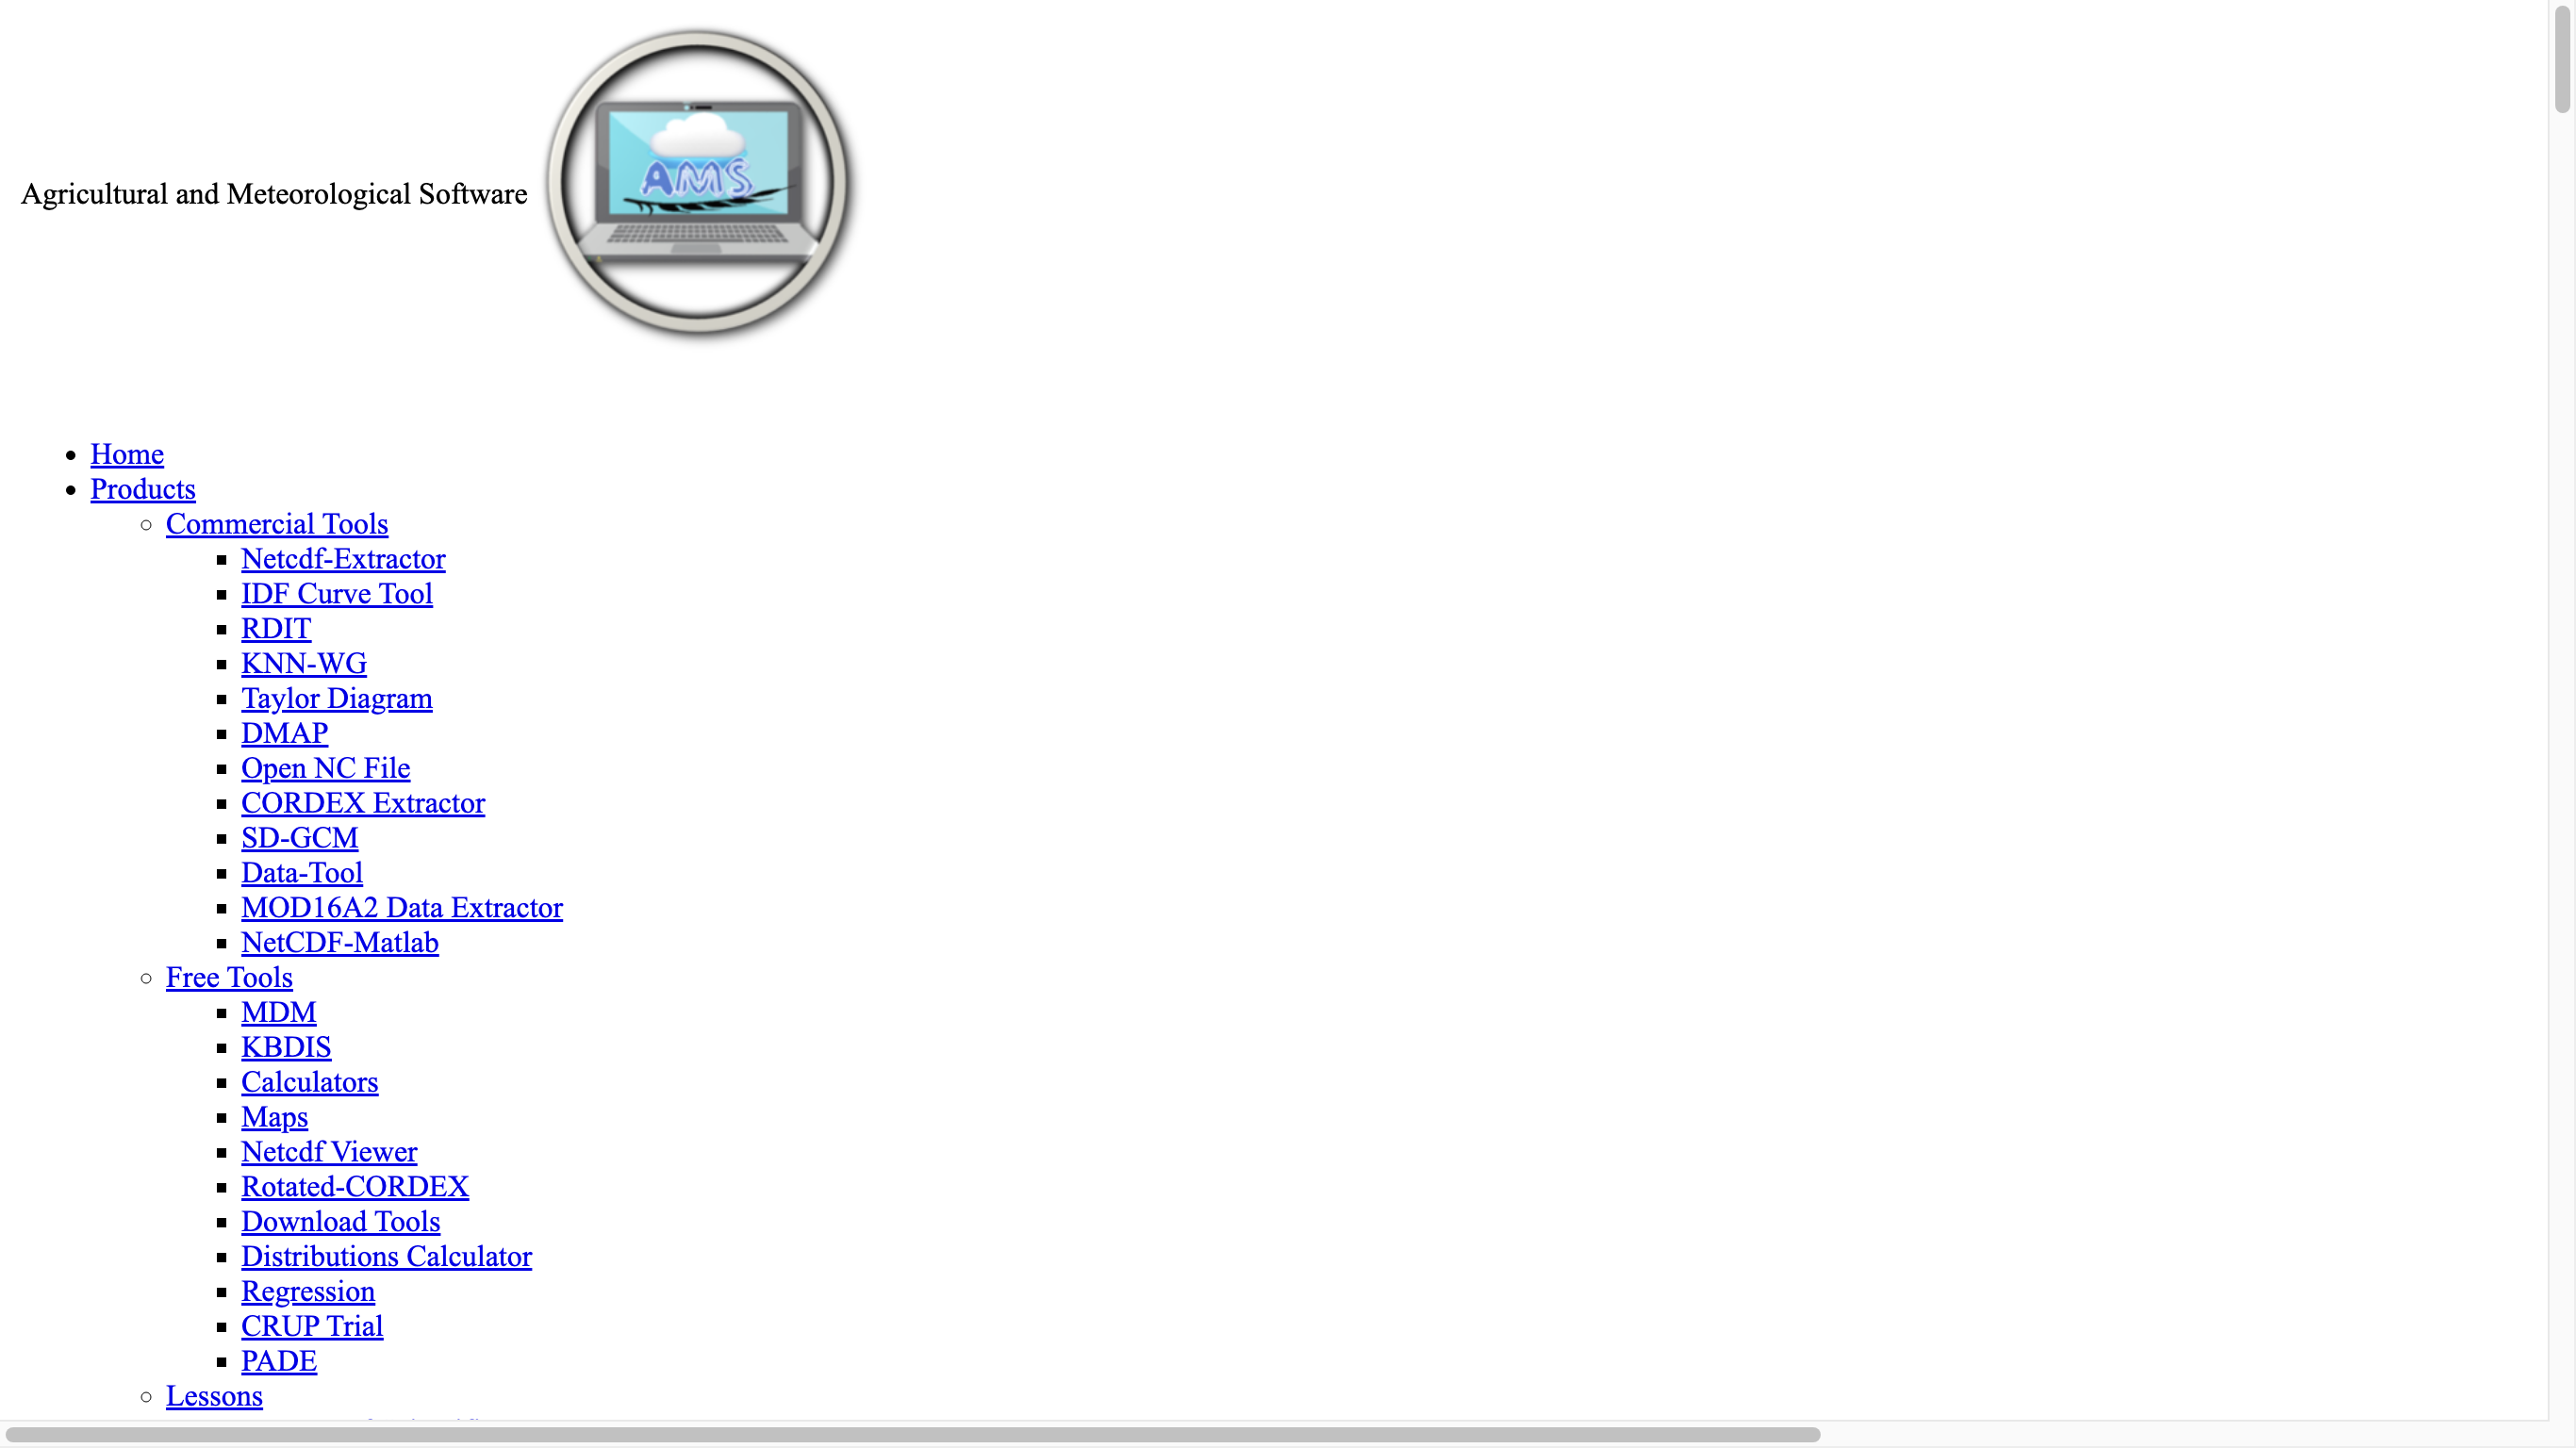 Agricultural and Meteorological Software
AMS
Home
Products
Commercial Tools
Netcdf-Extractor
IDF Curve Tool
RDIT
KNN-WG
Taylor Diagram
DMAP
Open NC File
CORDEX Extractor
SD-GCM
Data-Tool
MOD16A2 Data Extractor
NetCDF-Matlab
Free Tools
MDM
KBDIS
Calculators
Maps
Netcdf Viewer
Rotated-CORDEX
Download Tools
Distributions Calculator
Regression
CRUP Trial
PADE
Lessons